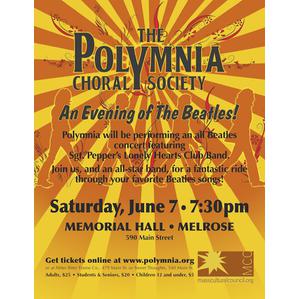 THE
POLYMNIA
CHORAL SOCIETY
An Evening of The Beatles!
Polymnia will be performing an all Beatles
concert featuring
Sgt. Pepper's Lonely Hearts Club Band.
Join us, and an all-star band, for a fantastic ride
through your favorite Beatles songs!
Saturday, June 7 • 7:30pm
MEMORIAL HALL • MELROSE
590 Main Street
Get tickets online at www.polymnia.org
Adults, $25 • Students & Seniors, $20 • Children 12 and under, $5
MCC
massculturalcouncil.org